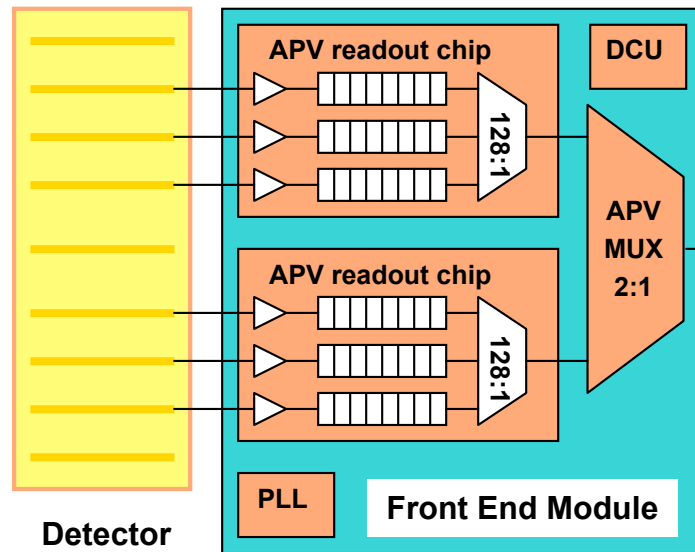 APV readout chip
DCU
128:1
APV
MUX
2:1
APV readout chip
128:1
PLL
Front End Module
Detector